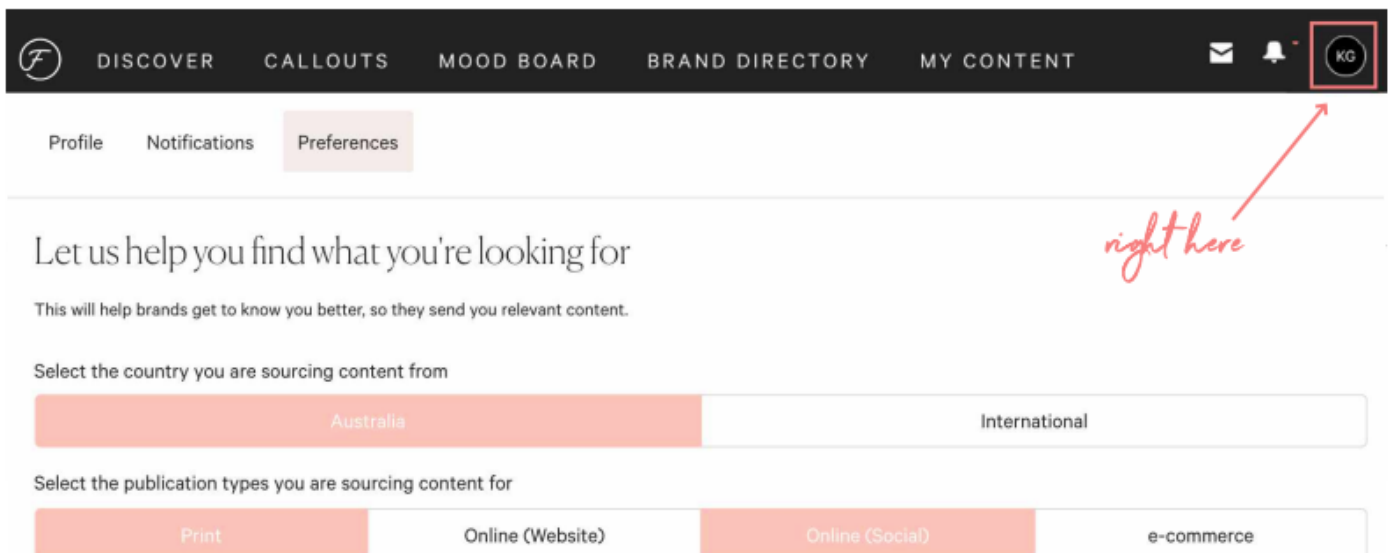 F DISCOVER CALLOUTS MOOD BOARD BRAND DIRECTORY MY CONTENT KG
Profile Notifications Preferences
right here
Let us help you find what you're looking for
This will help brands get to know you better, so they send you relevant content.
Select the country you are sourcing content from
Australia International
Select the publication types you are sourcing content for
Print Online (Website) Online (Social) e-commerce